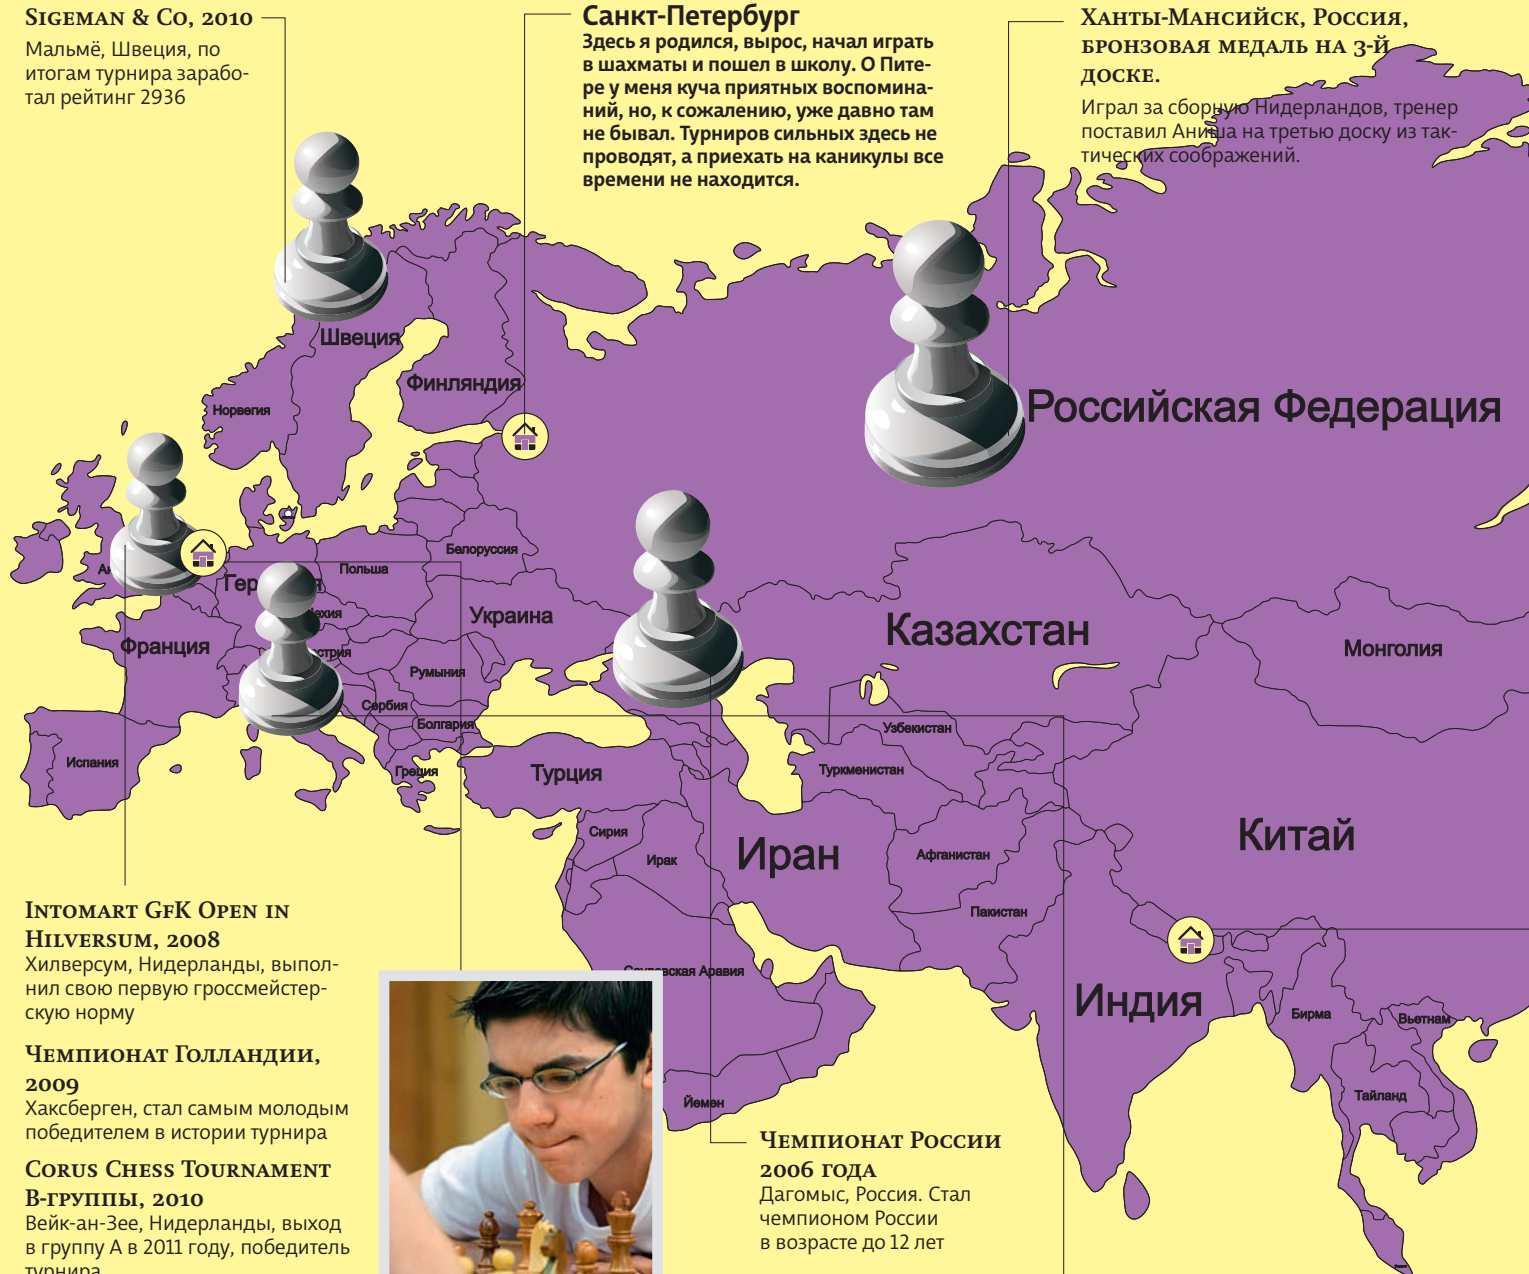 Sigeman & Co, 2010
Мальмё, Швеция, по
итогам турнира зарабо-
тал рейтинг 2936
Санкт-Петербург
Здесь я родился, вырос, начал играть
в шахматы и пошел в школу. О Пите-
ре у меня куча приятных воспомина-
ний, но, к сожалению, уже давно там
не бывал. Турниров сильных здесь не
проводят, а приехать на каникулы все
времени не находится.
Ханты-Мансийск, Россия,
бронзовая медаль на 3-й
доске.
Играл за сборную Нидерландов, тренер
поставил Аниша на третью доску из так-
тических соображений.
Швеция
Финляндия
Норвегия
Российская Федерация
Белоруссия
Польша
Украина
Казахстан
Франция
Монголия
Румыния
Сербия
Болгария
Узбекистан
Испания
Греция
Турция
Туркменистан
Сирия
Ирак
Иран
Афганистан
Китай
Пакистан
Индия
Бирма
Вьетнам
Йемен
Тайланд
Intomart GfK Open in
Hilversum, 2008
Хилверсум, Нидерланды, выпол-
нил свою первую гроссмейстер-
скую норму
Чемпионат Голландии,
2009
Хаксберген, стал самым молодым
победителем в истории турнира
Corus Chess Tournament
B-группы, 2010
Вейк-ан-Зее, Нидерланды, выход
в группу А в 2011 году, победитель
турнира
Чемпионат России
2006 года
Дагомыс, Россия. Стал
чемпионом России
в возрасте до 12 лет